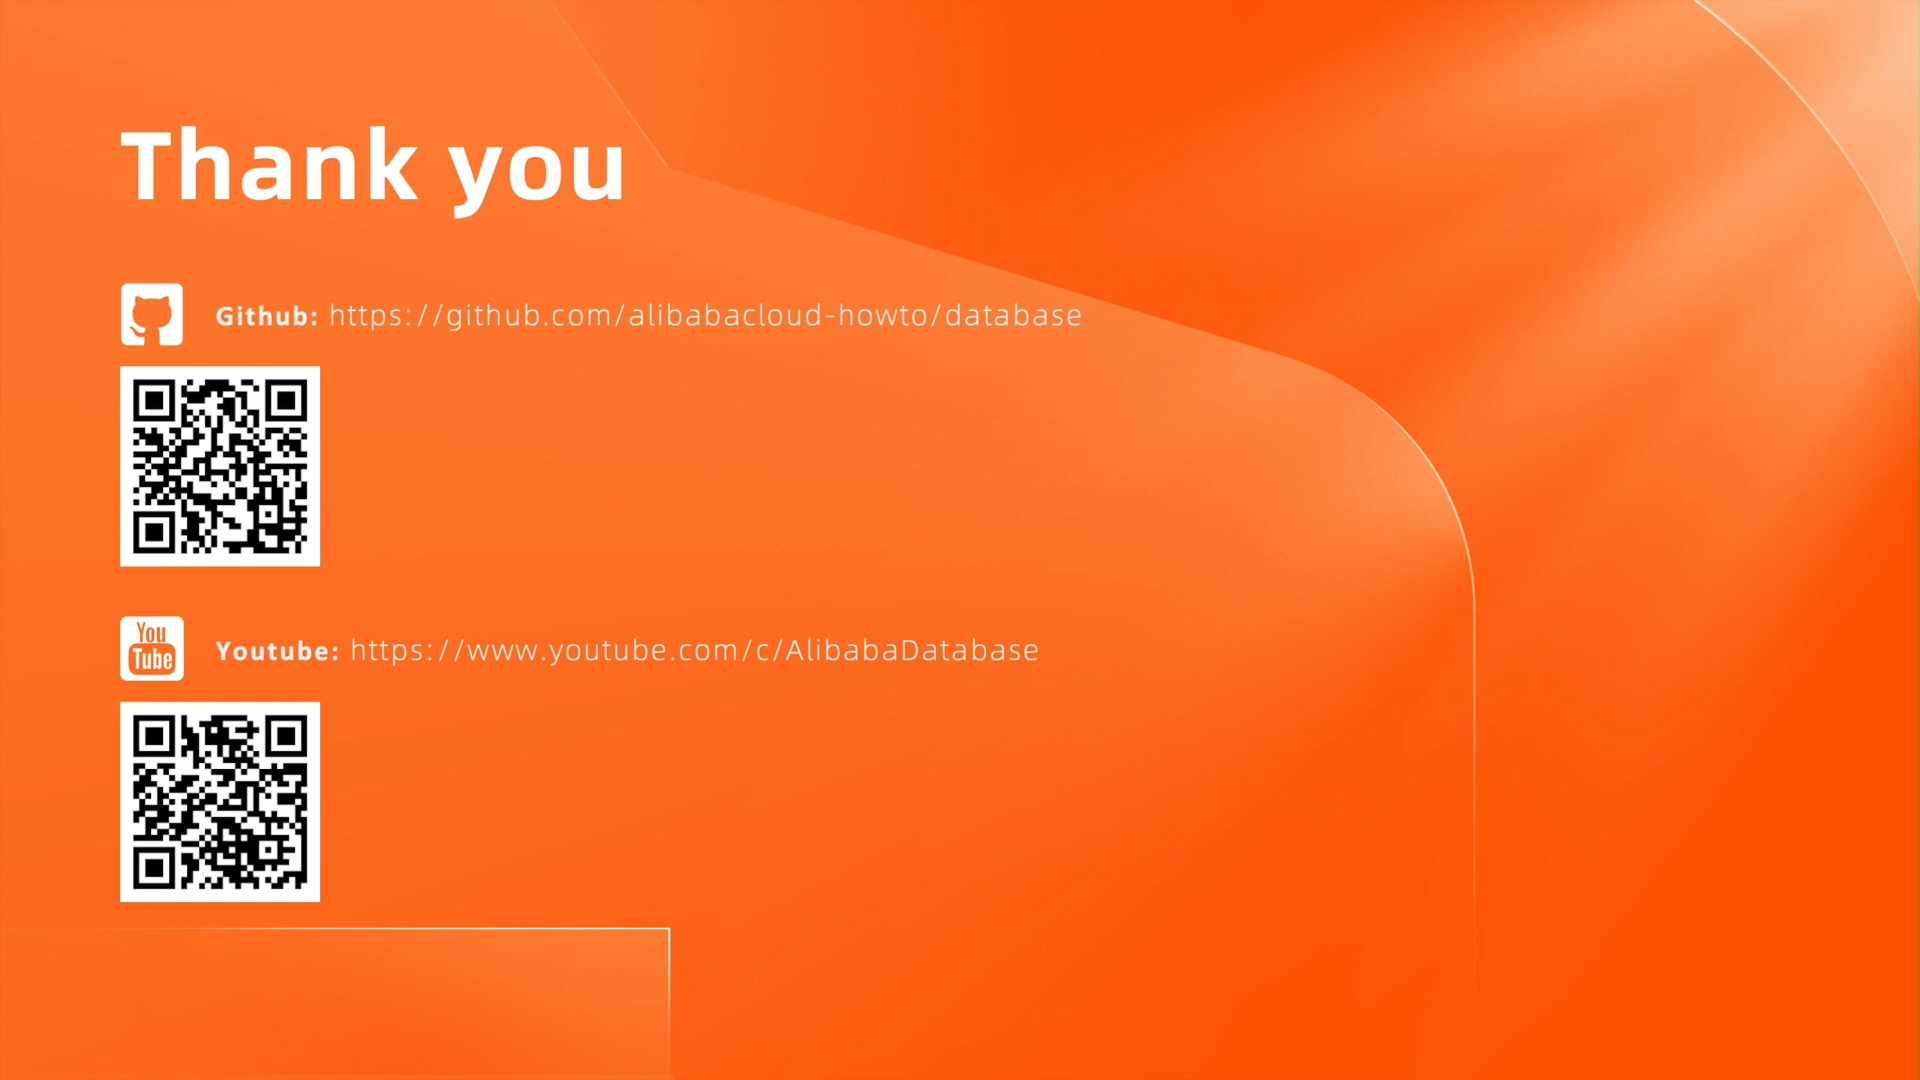 Thank you
Github: https://github.com/alibabacloud-howto/database
You
Tube
Youtube: https://www.youtube.com/c/AlibabaDatabase